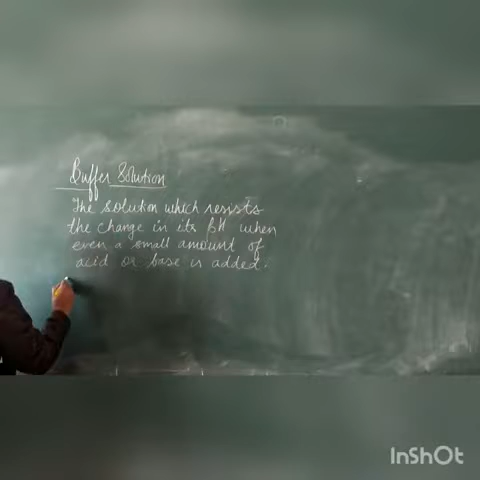 Buffer Solution
The solution which resists
the change in its pH when
even a small amount of
acid or base is added.
InShOt